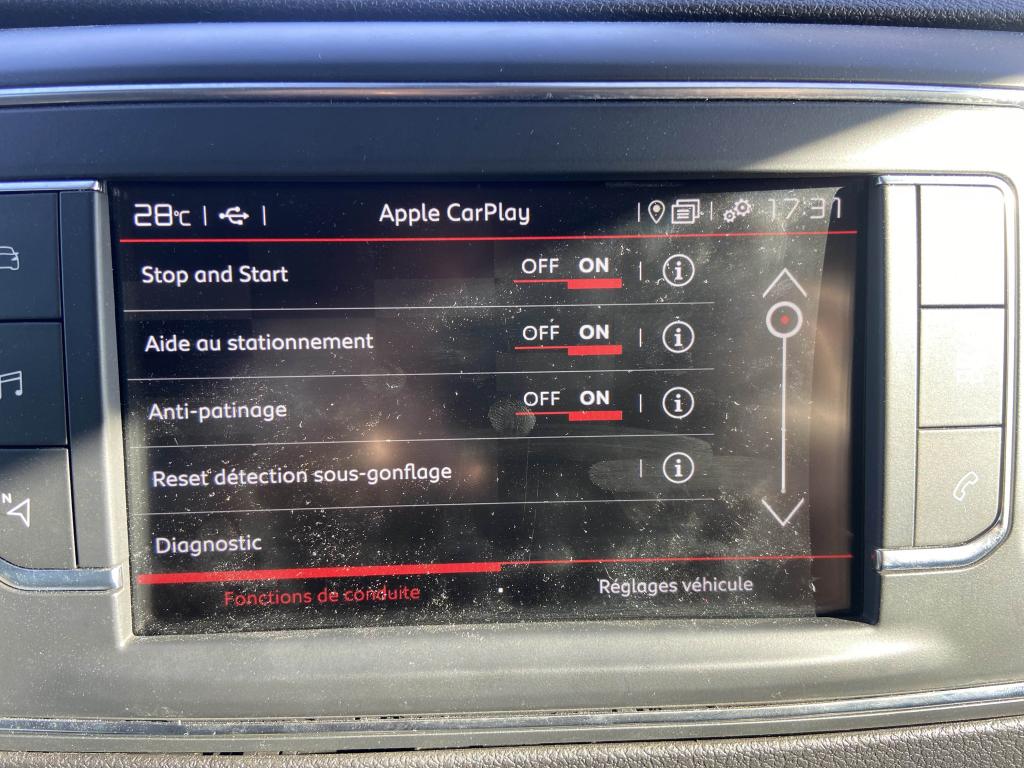 28°C Apple CarPlay 17:31
Stop and Start OFF ON
Aide au stationnement OFF ON
Anti-patinage OFF ON
Reset détection sous-gonflage
Diagnostic
Fonctions de conduite Réglages véhicule
N